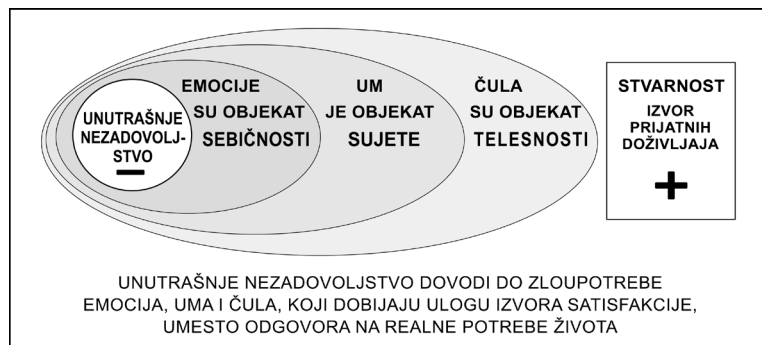 UNUTRAŠNJE
NEZADOVOLJ-
STVO
EMOCIJE
SU OBJEKAT
SEBIČNOSTI
UM
JE OBJEKAT
SUJETE
ČULA
SU OBJEKAT
TELESNOSTI
STVARNOST
IZVOR
PRIJATNIH
DOŽIVLJAJA
UNUTRAŠNJE NEZADOVOLJSTVO DOVODI DO ZLOUPOTREBE
EMOCIJA, UMA I ČULA, KOJI DOBIJAJU ULOGU IZVORA SATISFAKCIJE,
UMESTO ODGOVORA NA REALNE POTREBE ŽIVOTA